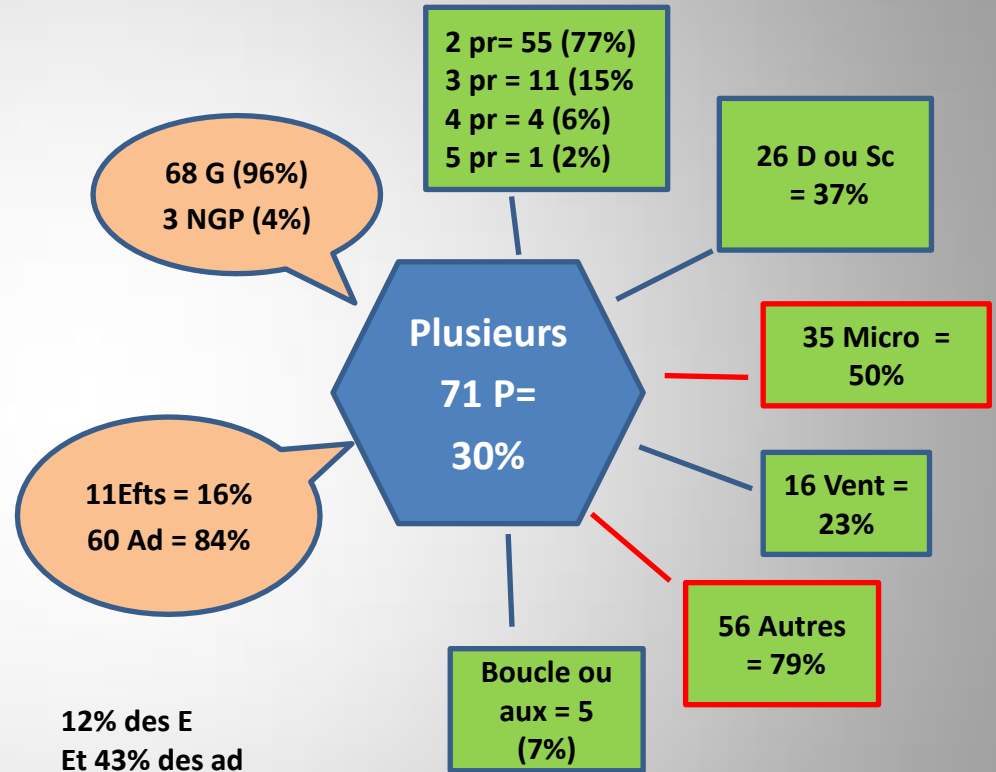 2 pr= 55 (77%)
3 pr = 11 (15%
4 pr = 4 (6%)
5 pr = 1 (2%)
68 G (96%)
3 NGP (4%)
26 D ou Sc
= 37%
Plusieurs
71 P=
30%
35 Micro =
50%
11Efts = 16%
60 Ad = 84%
16 Vent =
23%
56 Autres
= 79%
Boucle ou
aux = 5
(7%)
12% des E
Et 43% des ad